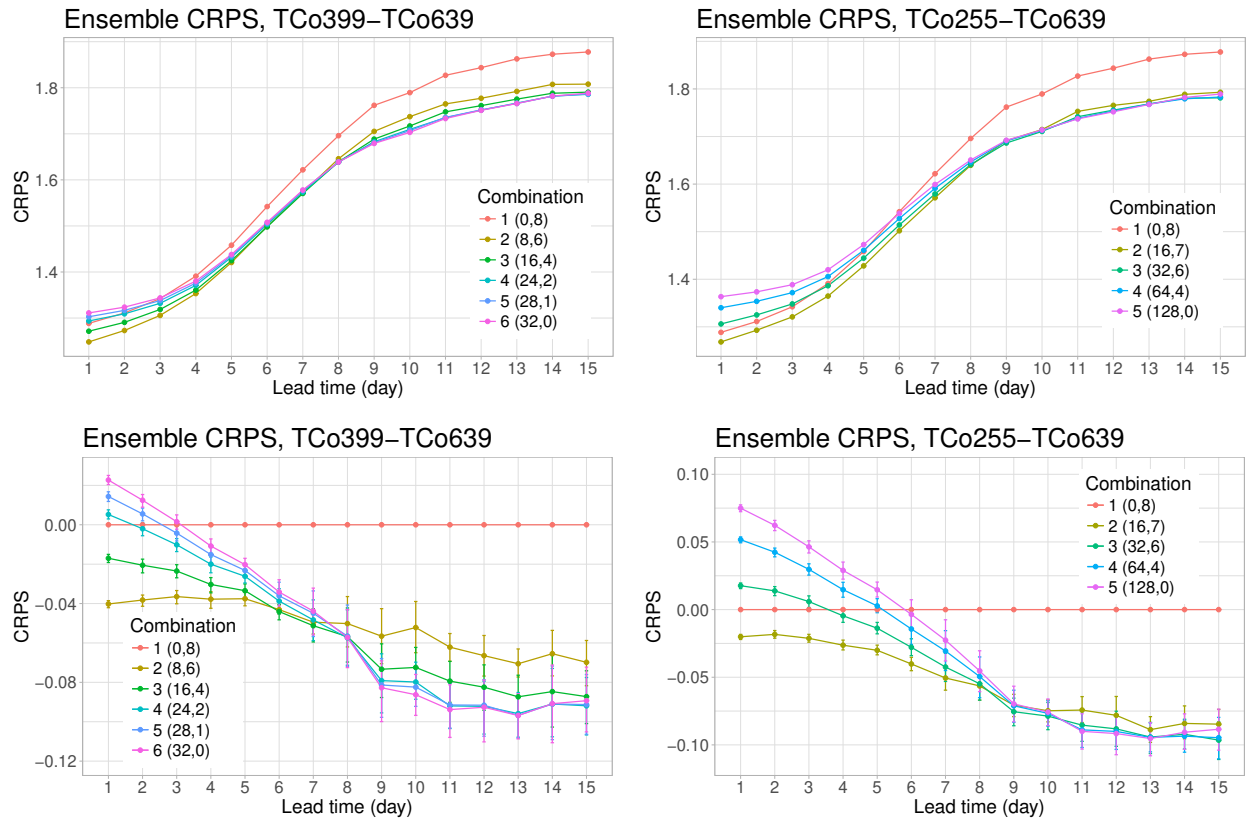 Ensemble CRPS, TCo399−TCo639
CRPS
1.8
1.6
1.4
Combination
1 (0,8)
2 (8,6)
3 (16,4)
4 (24,2)
5 (28,1)
6 (32,0)
1 2 3 4 5 6 7 8 9 10 11 12 13 14 15
Lead time (day)
Ensemble CRPS, TCo255−TCo639
CRPS
1.8
1.6
1.4
Combination
1 (0,8)
2 (16,7)
3 (32,6)
4 (64,4)
5 (128,0)
1 2 3 4 5 6 7 8 9 10 11 12 13 14 15
Lead time (day)
Ensemble CRPS, TCo399−TCo639
CRPS
0.00
−0.04
−0.08
−0.12
Combination
1 (0,8)
2 (8,6)
3 (16,4)
4 (24,2)
5 (28,1)
6 (32,0)
1 2 3 4 5 6 7 8 9 10 11 12 13 14 15
Lead time (day)
Ensemble CRPS, TCo255−TCo639
CRPS
0.10
0.05
0.00
−0.05
−0.10
Combination
1 (0,8)
2 (16,7)
3 (32,6)
4 (64,4)
5 (128,0)
1 2 3 4 5 6 7 8 9 10 11 12 13 14 15
Lead time (day)